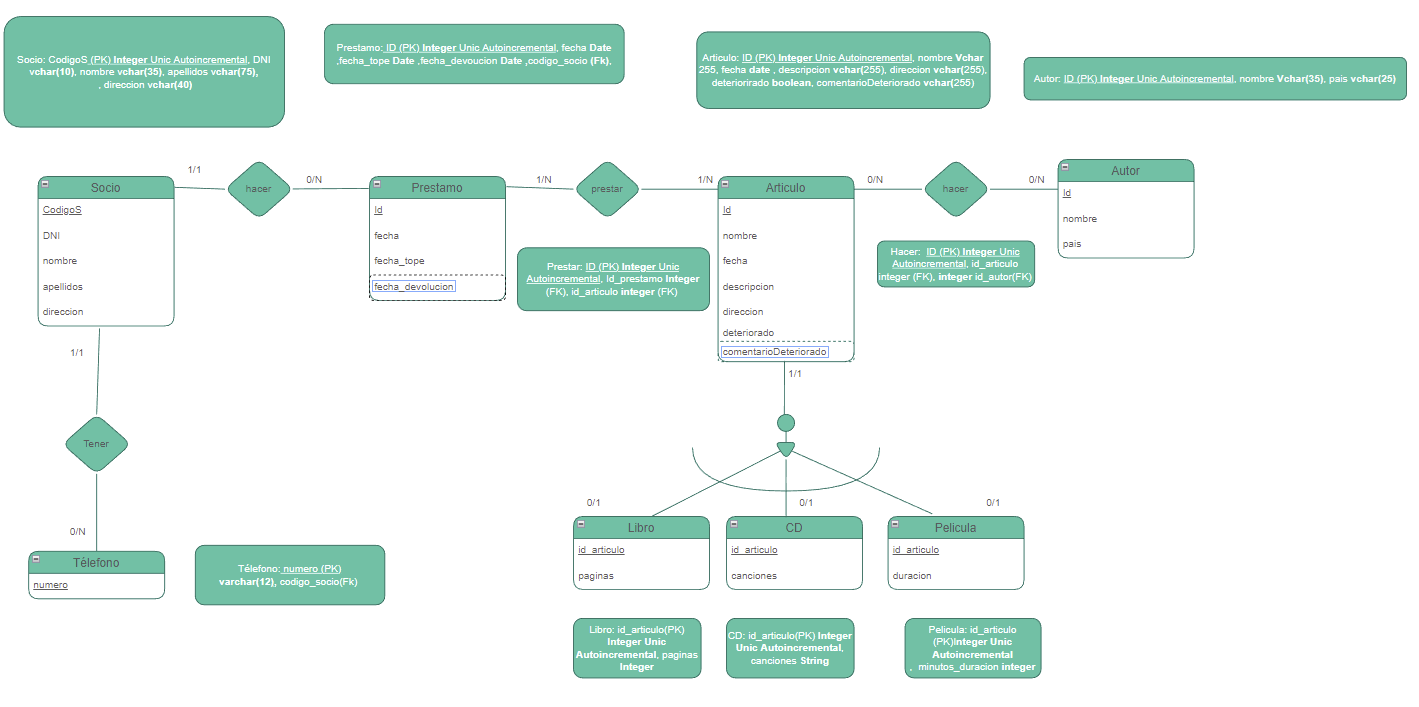 Socio: CodigoS (PK) Integer Unic Autoincremental, DNI
vchar(10), nombre vchar(35), apellidos vchar(75),
, direccion vchar(40)
Prestamo: ID (PK) Integer Unic Autoincremental, fecha Date
,fecha_tope Date ,fecha_devoucion Date ,codigo_socio (Fk),
Articulo: ID (PK) Integer Unic Autoincremental, nombre Vchar
255, fecha date , descripcion vchar(255), direccion vchar(255),
deteriorirado boolean, comentarioDeteriorado vchar(255)
Autor: ID (PK) Integer Unic Autoincremental, nombre Vchar(35), pais vchar(25)
Socio
CodigoS
DNI
nombre
apellidos
direccion
1/1
hacer
0/N
Prestamo
Id
fecha
fecha_tope
fecha_devolucion
1/N
prestar
1/N
Articulo
Id
nombre
fecha
descripcion
direccion
deteriorado
comentarioDeteriorado
0/N
hacer
0/N
Autor
Id
nombre
pais
Prestar: ID (PK) Integer Unic
Autoincremental, Id_prestamo Integer
(FK), id_articulo integer (FK)
Hacer: ID (PK) Integer Unic
Autoincremental, id_articulo
integer (FK), integer id_autor(FK)
1/1
Tener
0/N
Télefono
numero
Télefono: numero (PK)
varchar(12), codigo_socio(Fk)
1/1
0/1
0/1
0/1
Libro
id_articulo
paginas
CD
id_articulo
canciones
Pelicula
id_articulo
duracion
Libro: id_articulo(PK)
Integer Unic
Autoincremental, paginas
Integer
CD: id_articulo(PK) Integer
Unic Autoincremental,
canciones String
Pelicula: id_articulo
(PK)Integer Unic
Autoincremental
, minutos_duracion integer